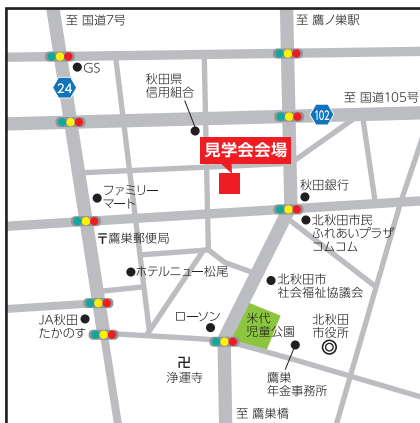 至 国道7号
至 鷹ノ巣駅
GS
24
秋田県
信用組合
至 国道105号
102
見学会会場
ファミリー
マート
秋田銀行
北秋田市民
ふれあいプラザ
コムコム
〒鷹巣郵便局
ホテルニュー松尾
北秋田市
社会福祉協議会
JA秋田
たかのす
ローソン
米代
児童公園
北秋田
市役所
卍
浄運寺
鷹巣
年金事務所
至 鷹巣橋